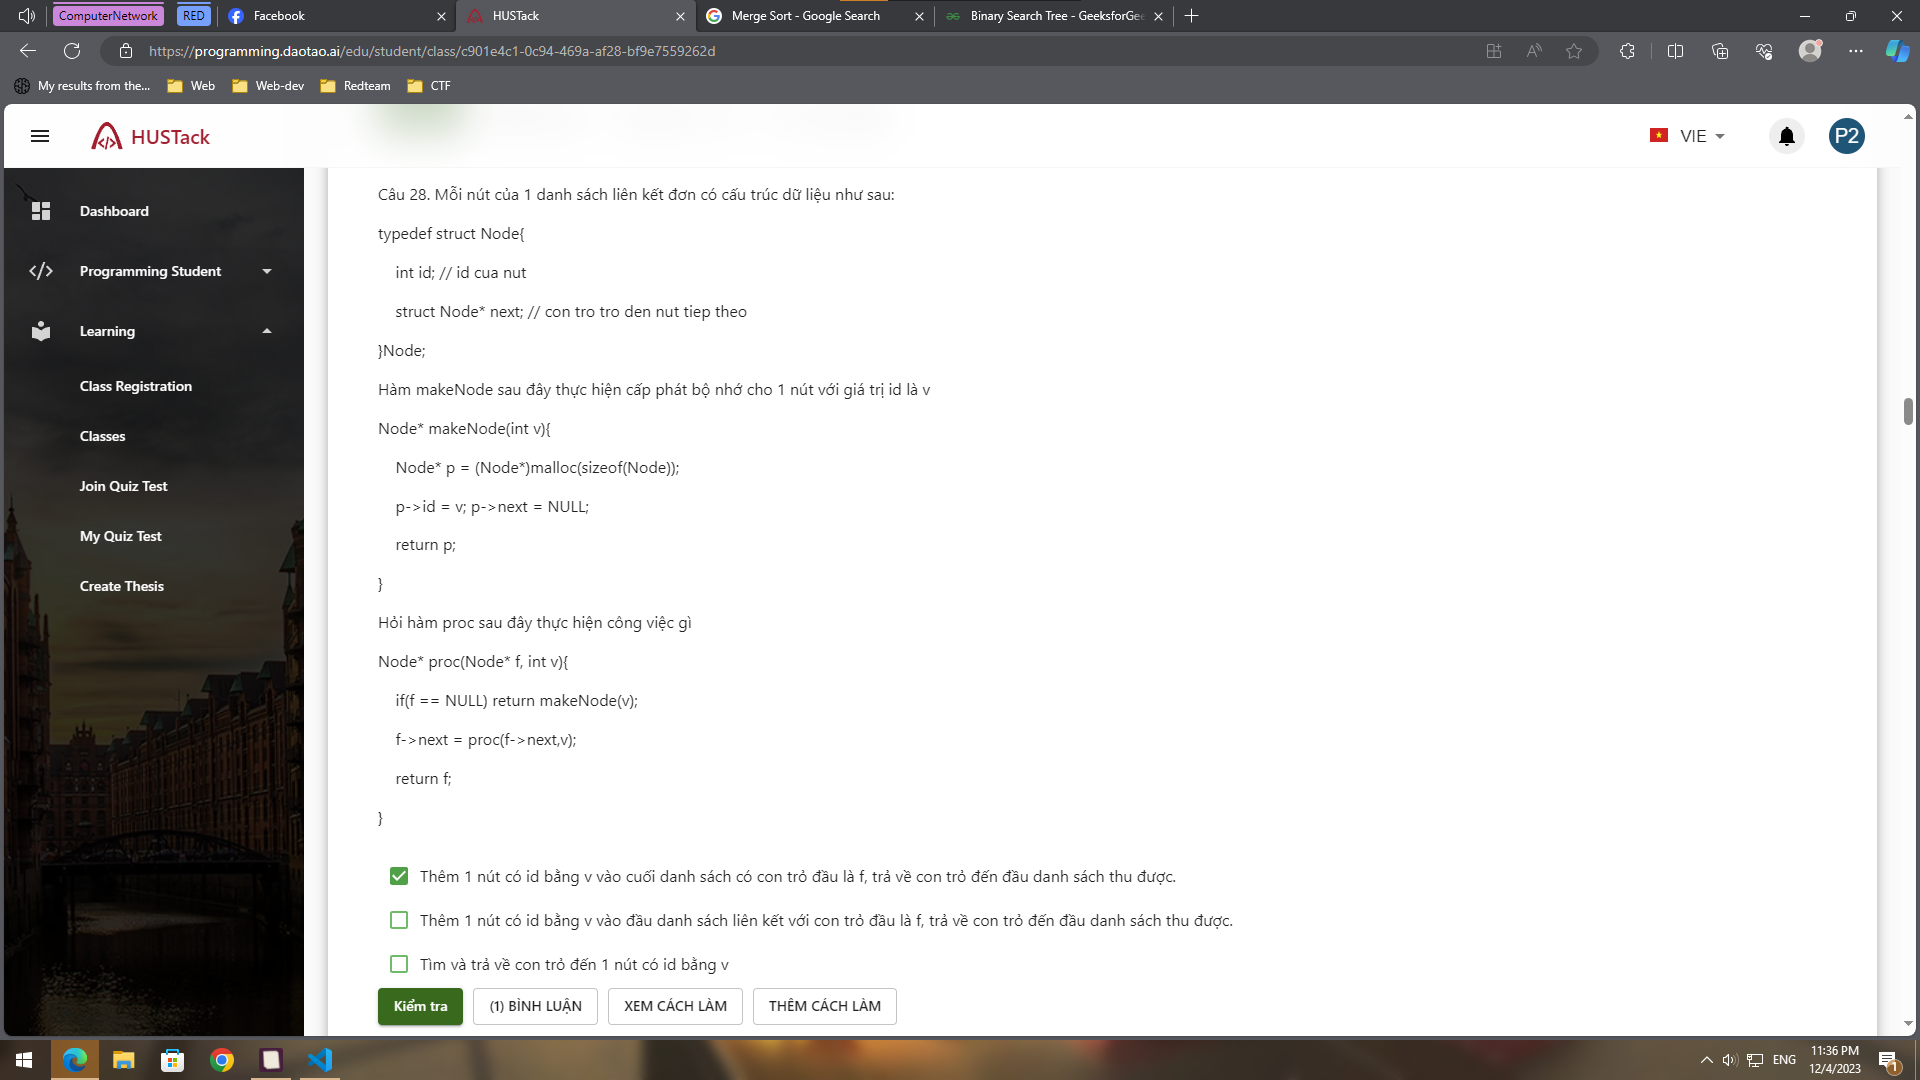 ComputerNetwork
RED
Facebook
HUSTack
Merge Sort - Google Search
Binary Search Tree - GeeksforGe
https://programming.daotao.ai/edu/student/class/c901e4c1-0c94-469a-af28-bf9e7559262d
My results from the...
Web
Web-dev
Redteam
CTF
HUSTack
VIE
P2
Dashboard
Programming Student
Learning
Class Registration
Classes
Join Quiz Test
My Quiz Test
Create Thesis
Câu 28. Mỗi nút của 1 danh sách liên kết đơn có cấu trúc dữ liệu như sau:
typedef struct Node{
int id; // id cua nut
struct Node* next; // con tro tro den nut tiep theo
}Node;
Hàm makeNode sau đây thực hiện cấp phát bộ nhớ cho 1 nút với giá trị id là v
Node* makeNode(int v){
Node* p = (Node*)malloc(sizeof(Node));
p->id = v; p->next = NULL;
return p;
}
Hỏi hàm proc sau đây thực hiện công việc gì
Node* proc(Node* f, int v){
if(f == NULL) return makeNode(v);
f->next = proc(f->next,v);
return f;
}
Thêm 1 nút có id bằng v vào cuối danh sách có con trỏ đầu là f, trả về con trỏ đến đầu danh sách thu được.
Thêm 1 nút có id bằng v vào đầu danh sách liên kết với con trỏ đầu là f, trả về con trỏ đến đầu danh sách thu được.
Tìm và trả về con trỏ đến 1 nút có id bằng v
Kiểm tra
(1) BÌNH LUẬN
XEM CÁCH LÀM
THÊM CÁCH LÀM
ENG
11:36 PM
12/4/2023
1